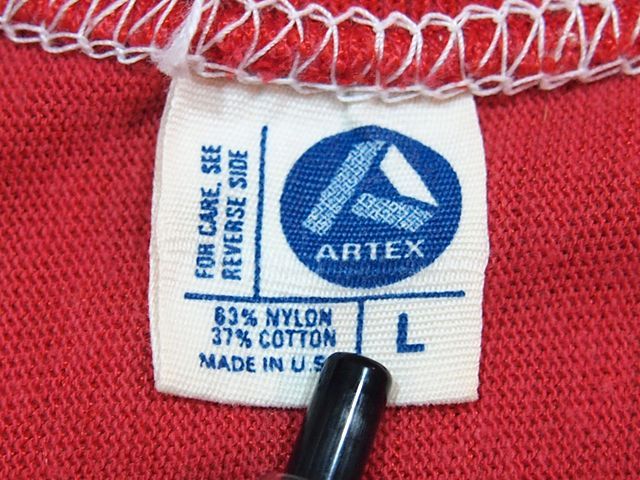 FOR CARE, SEE
REVERSE SIDE
ARTEX
63% NYLON
37% COTTON
MADE IN U.S.
L